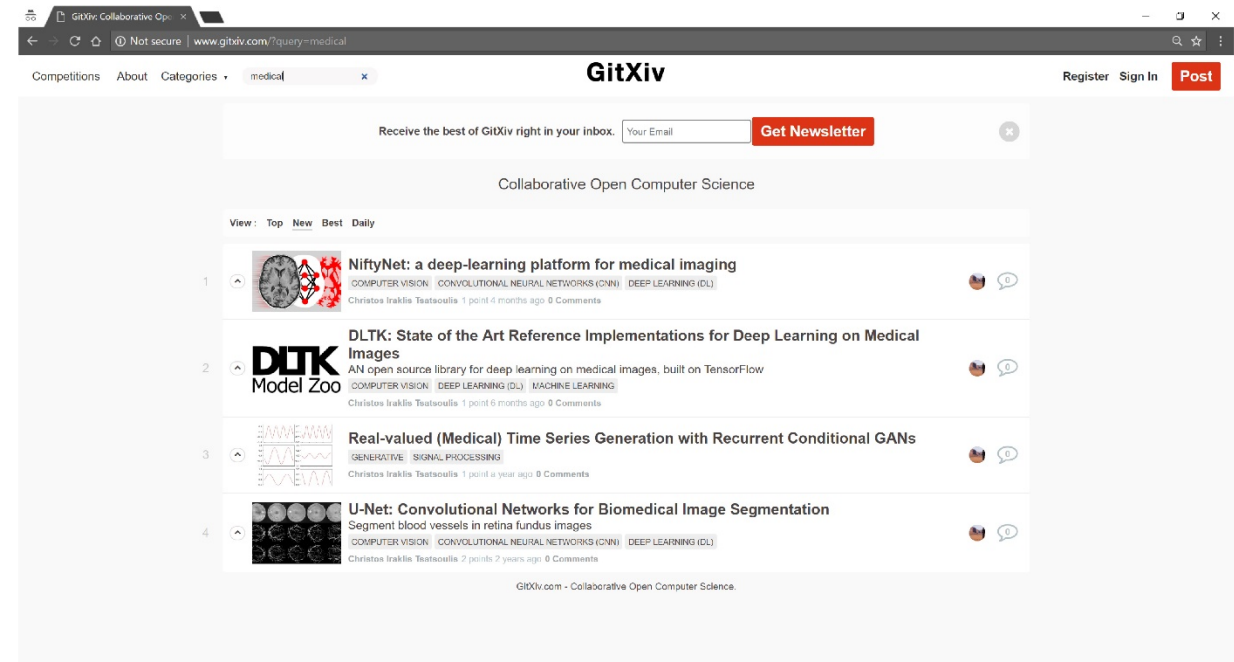 GitXiv: Collaborative Ope
Not secure | www.gitxiv.com/?query=medical
Competitions About Categories medical x GitXiv Register Sign In Post
Receive the best of GitXiv right in your inbox. Your Email Get Newsletter
Collaborative Open Computer Science
View : Top New Best Daily
1
NiftyNet: a deep-learning platform for medical imaging
COMPUTER VISION CONVOLUTIONAL NEURAL NETWORKS (CNN) DEEP LEARNING (DL)
Christos Iraklis Tsatsoulis 1 point 4 months ago 0 Comments
0
2
DLTK Model Zoo
DLTK: State of the Art Reference Implementations for Deep Learning on Medical
Images
AN open source library for deep learning on medical images, built on TensorFlow
COMPUTER VISION DEEP LEARNING (DL) MACHINE LEARNING
Christos Iraklis Tsatsoulis 1 point 6 months ago 0 Comments
0
3
Real-valued (Medical) Time Series Generation with Recurrent Conditional GANs
GENERATIVE SIGNAL PROCESSING
Christos Iraklis Tsatsoulis 1 point a year ago 0 Comments
0
4
U-Net: Convolutional Networks for Biomedical Image Segmentation
Segment blood vessels in retina fundus images
COMPUTER VISION CONVOLUTIONAL NEURAL NETWORKS (CNN) DEEP LEARNING (DL)
Christos Iraklis Tsatsoulis 2 points 2 years ago 0 Comments
0
GitXiv.com - Collaborative Open Computer Science.